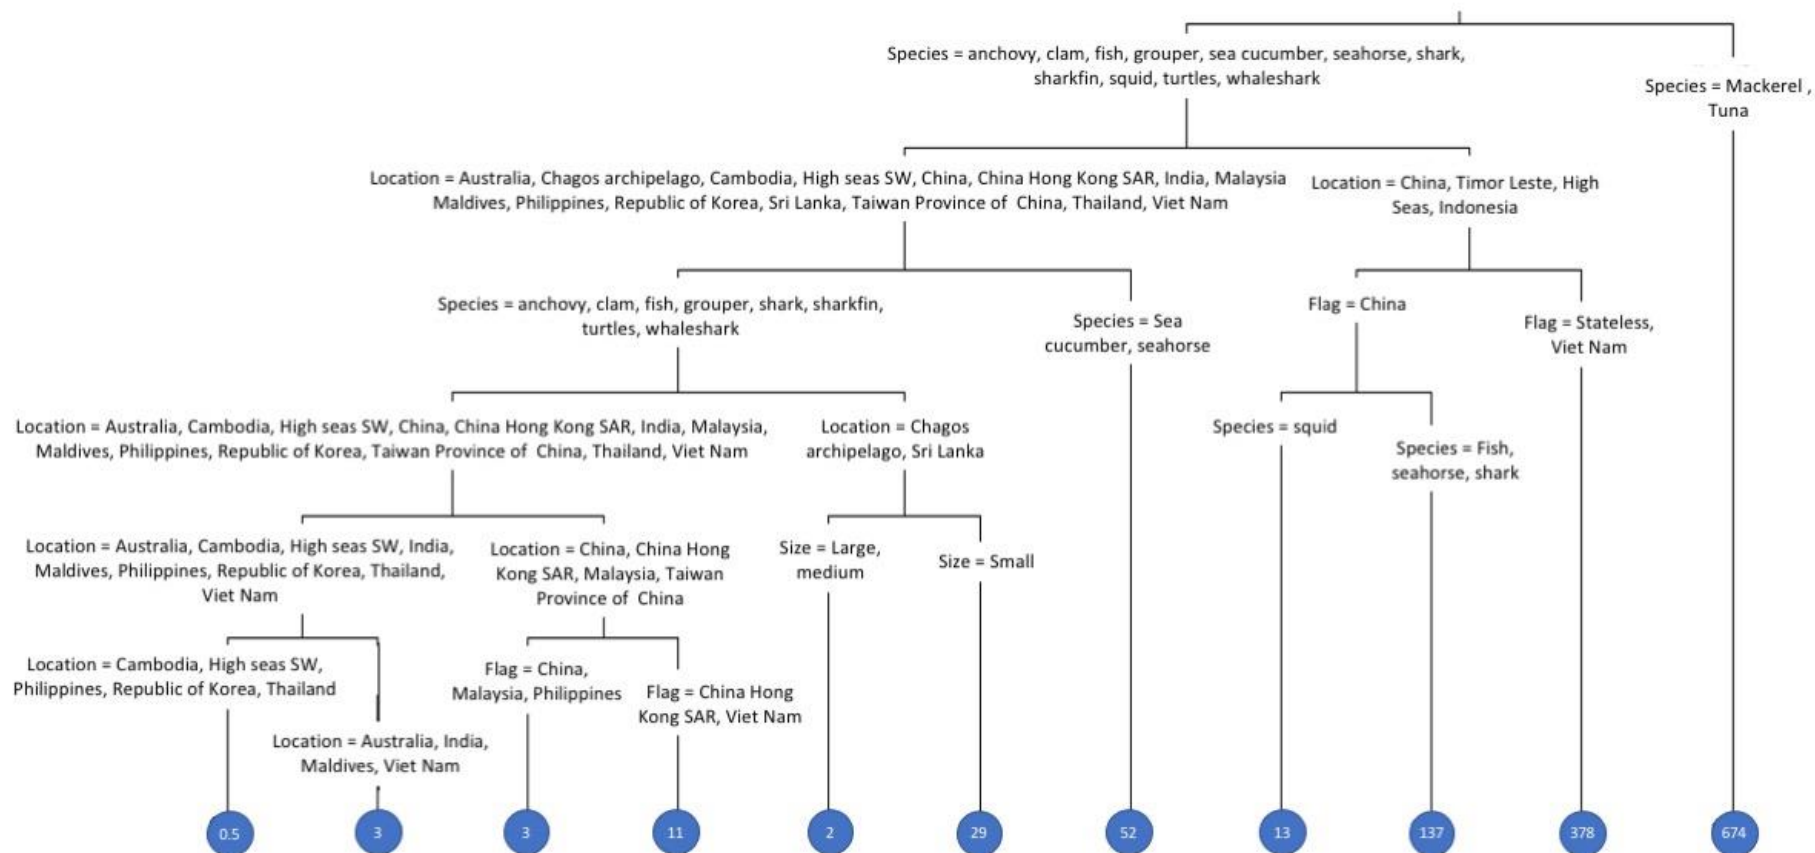 Species = anchovy, clam, fish, grouper, sea cucumber, seahorse, shark,
sharkfin, squid, turtles, whaleshark
Species = Mackerel ,
Tuna
Location = Australia, Chagos archipelago, Cambodia, High seas SW, China, China Hong Kong SAR, India, Malaysia
Maldives, Philippines, Republic of Korea, Sri Lanka, Taiwan Province of China, Thailand, Viet Nam
Location = China, Timor Leste, High
Seas, Indonesia
Species = anchovy, clam, fish, grouper, shark, sharkfin,
turtles, whaleshark
Species = Sea
cucumber, seahorse
Flag = China
Flag = Stateless,
Viet Nam
Location = Australia, Cambodia, High seas SW, China, China Hong Kong SAR, India, Malaysia,
Maldives, Philippines, Republic of Korea, Taiwan Province of China, Thailand, Viet Nam
Location = Chagos
archipelago, Sri Lanka
Species = squid
Species = Fish,
seahorse, shark
Location = Australia, Cambodia, High seas SW, India,
Maldives, Philippines, Republic of Korea, Thailand,
Viet Nam
Location = China, China Hong
Kong SAR, Malaysia, Taiwan
Province of China
Size = Large,
medium
Size = Small
Location = Cambodia, High seas SW,
Philippines, Republic of Korea, Thailand
Location = Australia, India,
Maldives, Viet Nam
Flag = China,
Malaysia, Philippines
Flag = China Hong
Kong SAR, Viet Nam
0.5
3
3
11
2
29
52
13
137
378
674